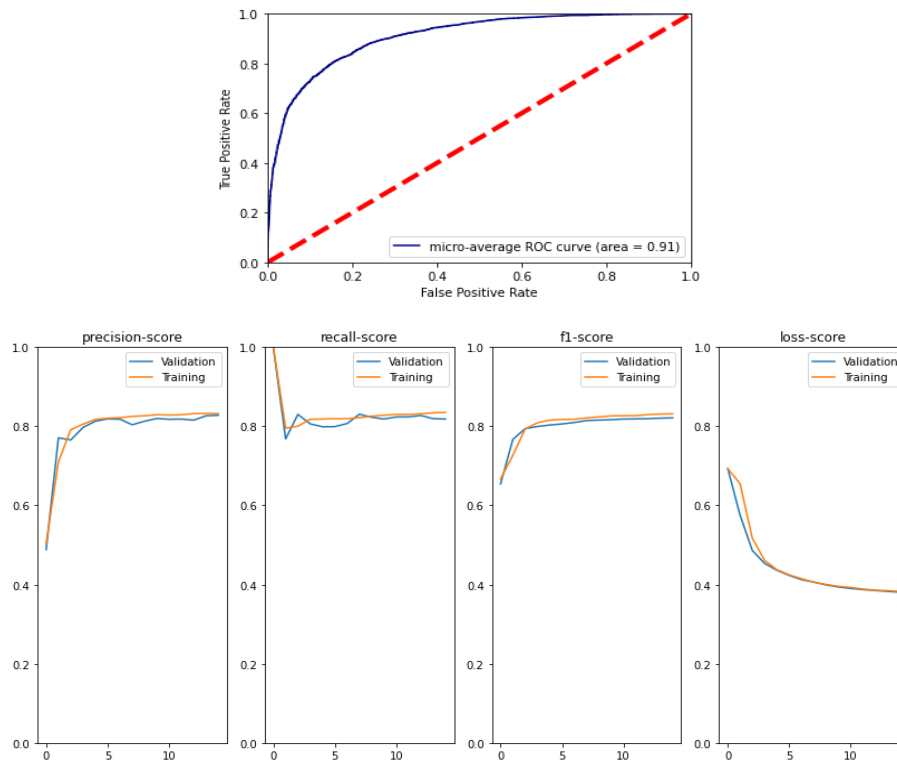 1.0
0.8
0.6
0.4
0.2
0.0
True Positive Rate
micro-average ROC curve (area = 0.91)
0.0 0.2 0.4 0.6 0.8 1.0
False Positive Rate
precision-score
1.0
0.8
0.6
0.4
0.2
0.0
Validation
Training
0 5 10
recall-score
1.0
0.8
0.6
0.4
0.2
0.0
Validation
Training
0 5 10
f1-score
1.0
0.8
0.6
0.4
0.2
0.0
Validation
Training
0 5 10
loss-score
1.0
0.8
0.6
0.4
0.2
0.0
Validation
Training
0 5 10